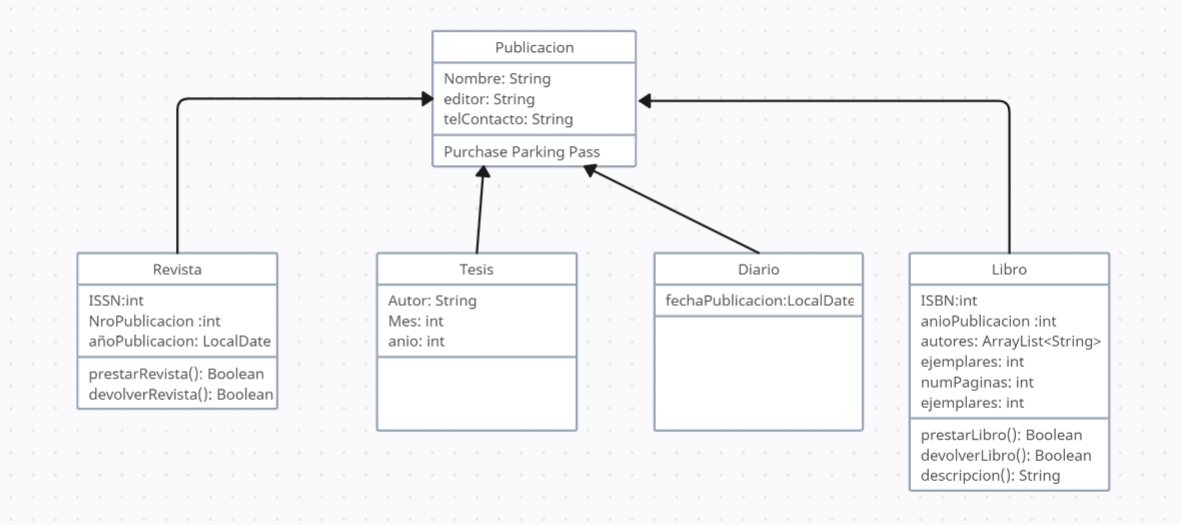 Publicacion
Nombre: String
editor: String
telContacto: String
Purchase Parking Pass
Revista
ISSN:int
NroPublicacion :int
añoPublicacion: LocalDate
prestarRevista(): Boolean
devolverRevista(): Boolean
Tesis
Autor: String
Mes: int
anio: int
Diario
fechaPublicacion:LocalDate
Libro
ISBN:int
anioPublicacion :int
autores: ArrayList<String>
ejemplares: int
numPaginas: int
ejemplares: int
prestarLibro(): Boolean
devolverLibro(): Boolean
descripcion(): String